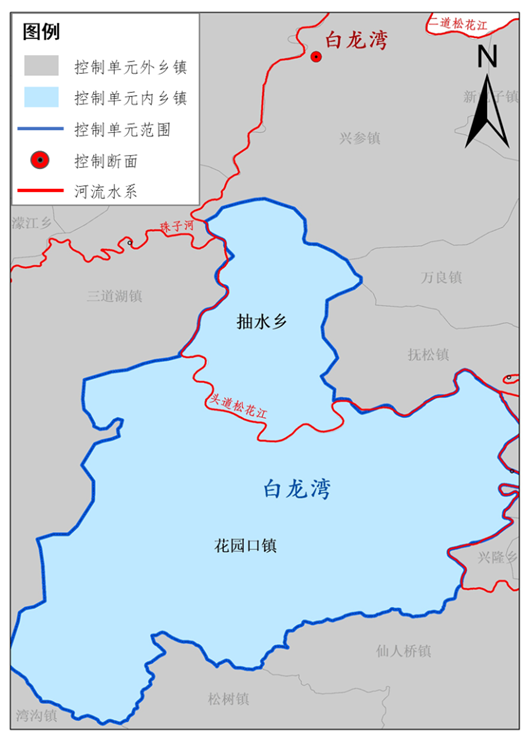 图例
控制单元外乡镇
控制单元内乡镇
控制单元范围
控制断面
河流水系
白龙湾
二道松花江
N
兴参镇
濛江乡
珠子河
三道湖镇
万良镇
抽水乡
抚松镇
头道松花江
白龙湾
花园口镇
兴隆乡
仙人桥镇
松树镇
湾沟镇